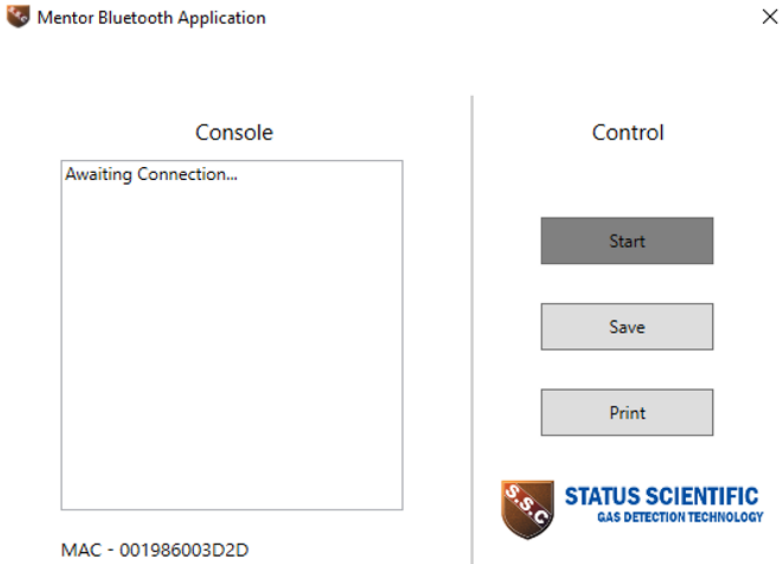 Mentor Bluetooth Application
Console
Awaiting Connection...
MAC - 001986003D2D
Control
Start
Save
Print
S.S.C
STATUS SCIENTIFIC
GAS DETECTION TECHNOLOGY